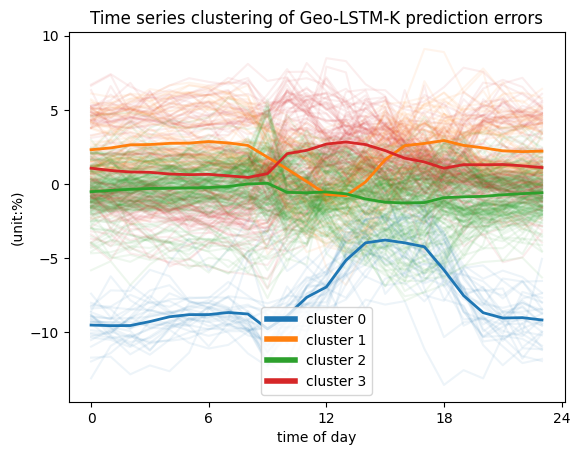 Time series clustering of Geo-LSTM-K prediction errors
10
5
0
−5
−10
(unit:%)
cluster 0
cluster 1
cluster 2
cluster 3
0 6 12 18 24
time of day